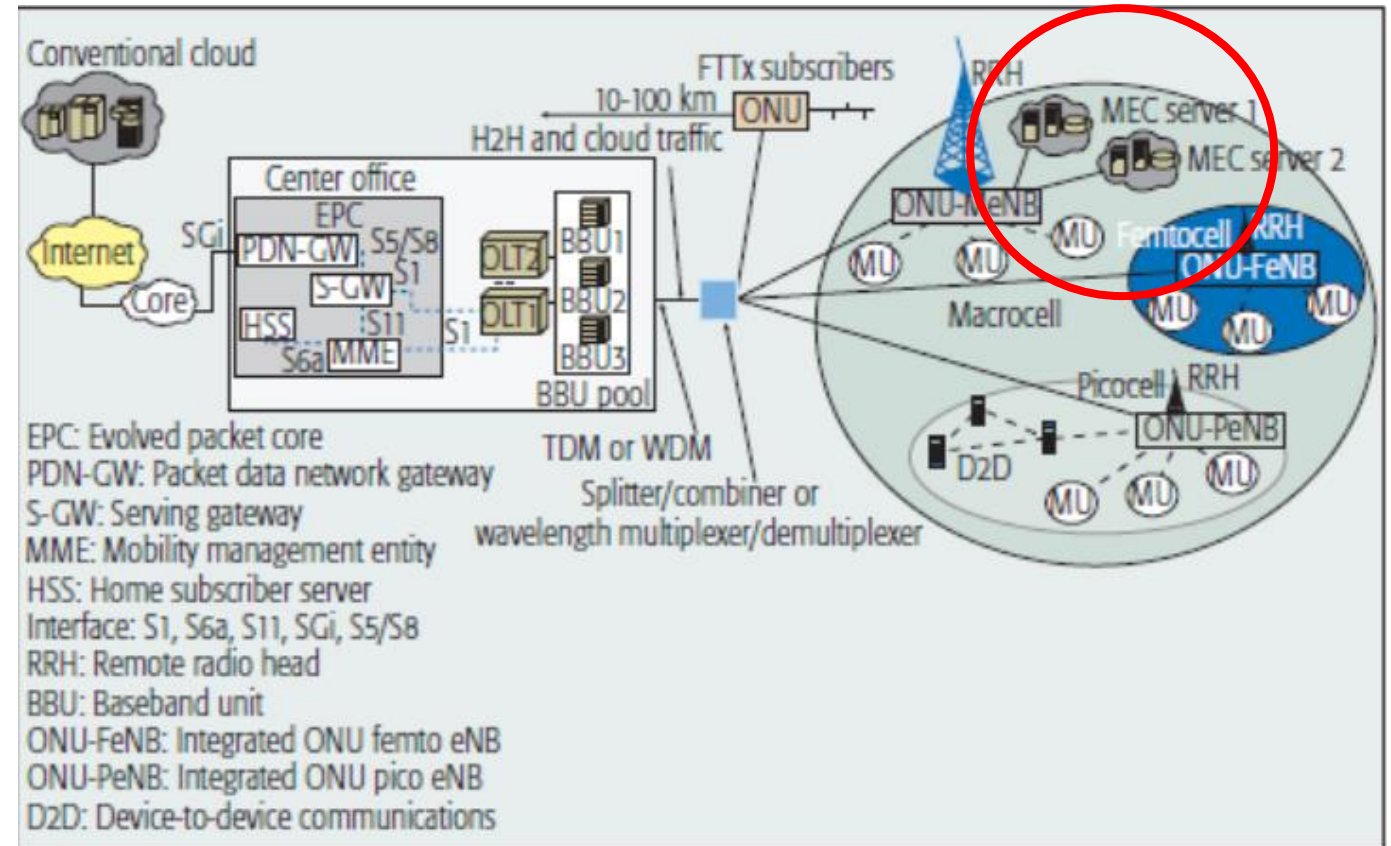 Conventional cloud
FTTx subscribers
RRH
10-100 km
ONU
MEC server 1
H2H and cloud traffic
MEC server 2
Center office
EPC
ONU-MeNB
Internet
SGi
PDN-GW
S5/S8
OLT2
BBU1
MU
MU
MU
Femtocell
RRH
S1
ONU-FeNB
S-GW
Core
OLT1
BBU2
MU
MU
MU
Macrocell
HSS
S11
S1
S6a
MME
BBU3
BBU pool
Picocell
RRH
ONU-PeNB
D2D
MU
MU
MU
TDM or WDM
Splitter/combiner or
wavelength multiplexer/demultiplexer
EPC: Evolved packet core
PDN-GW: Packet data network gateway
S-GW: Serving gateway
MME: Mobility management entity
HSS: Home subscriber server
Interface: S1, S6a, S11, SGi, S5/S8
RRH: Remote radio head
BBU: Baseband unit
ONU-FeNB: Integrated ONU femto eNB
ONU-PeNB: Integrated ONU pico eNB
D2D: Device-to-device communications